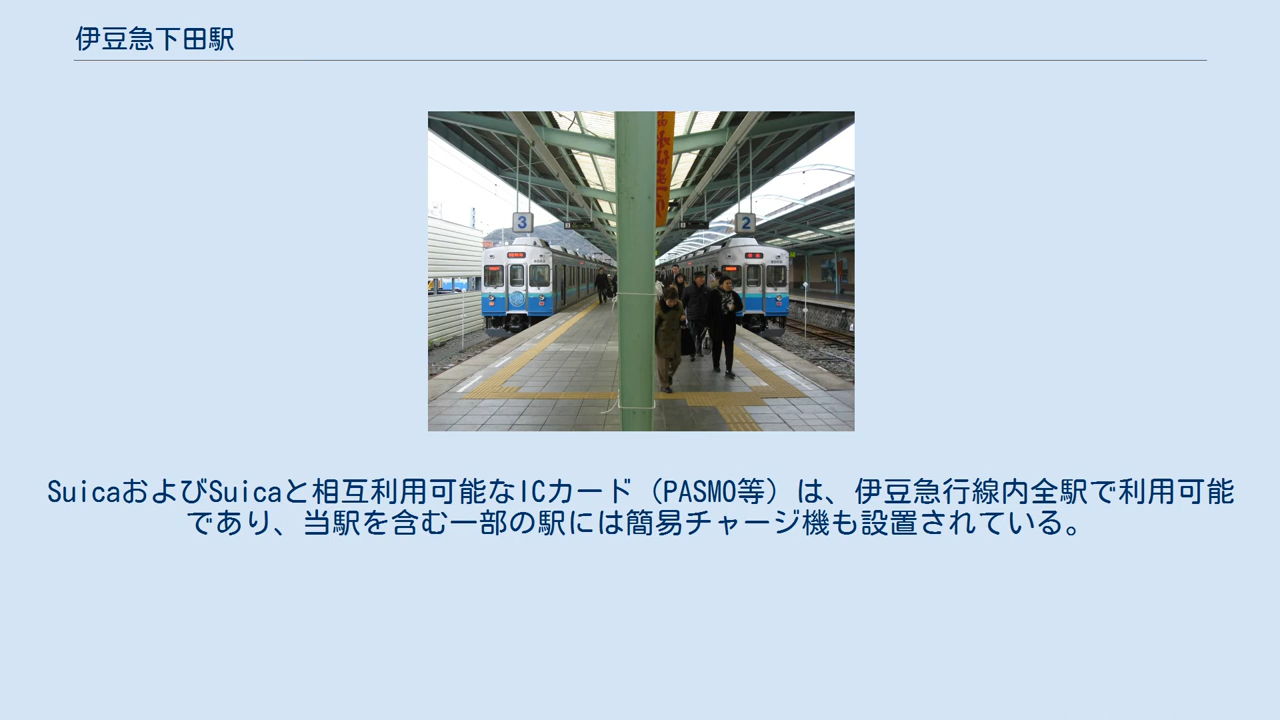 伊豆急下田駅
3
2
SuicaおよびSuicaと相互利用可能なICカード（PASMO等）は、伊豆急行線内全駅で利用可能
であり、当駅を含む一部の駅には簡易チャージ機も設置されている。